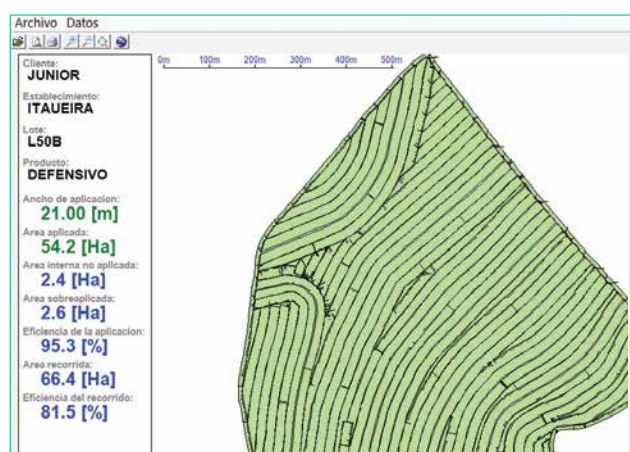 Archivo Datos
0m 100m 200m 300m 400m 500m
Cliente:
JUNIOR
Establecimiento:
ITAUEIRA
Lote:
L50B
Producto:
DEFENSIVO
Ancho de aplicacion:
21.00 [m]
Area aplicada:
54.2 [Ha]
Area interna no aplicada:
2.4 [Ha]
Area sobreaplicada:
2.6 [Ha]
Eficiencia de la aplicacion:
95.3 [%]
Area recorrida:
66.4 [Ha]
Eficiencia del recorrido:
81.5 [%]